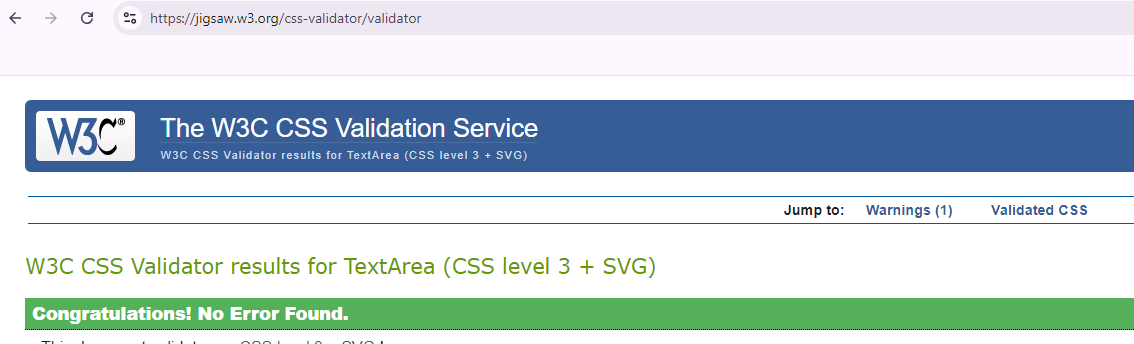 https://jigsaw.w3.org/css-validator/validator
W3C® The W3C CSS Validation Service
W3C CSS Validator results for TextArea (CSS level 3 + SVG)
Jump to: Warnings (1) Validated CSS
W3C CSS Validator results for TextArea (CSS level 3 + SVG)
Congratulations! No Error Found.